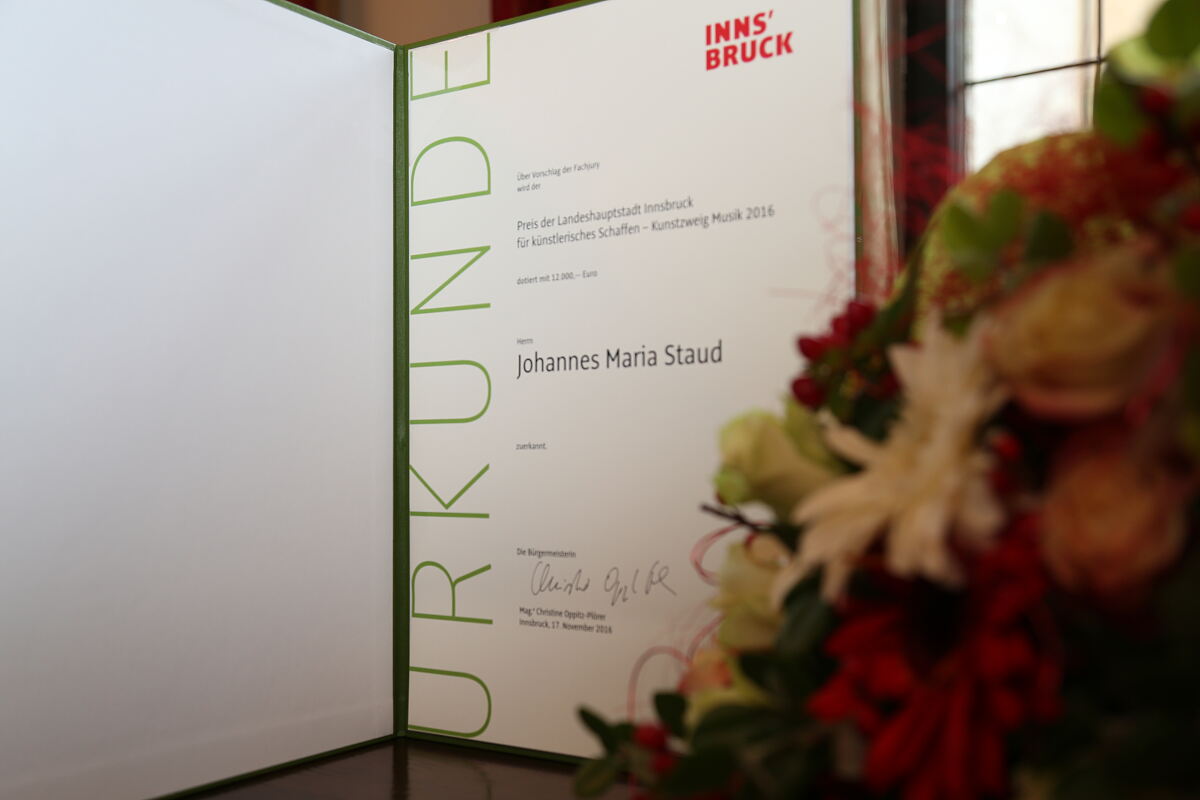 URKUNDE
INNS'
BRUCK
Über Vorschlag der Fachjury
wird der
Preis der Landeshauptstadt Innsbruck
für künstlerisches Schaffen – Kunstzweig Musik 2016
dotiert mit 12.000,-- Euro
Herrn
Johannes Maria Staud
zuerkannt.
Die Bürgermeisterin
Mag.ª Christine Oppitz-Plörer
Innsbruck, 17. November 2016